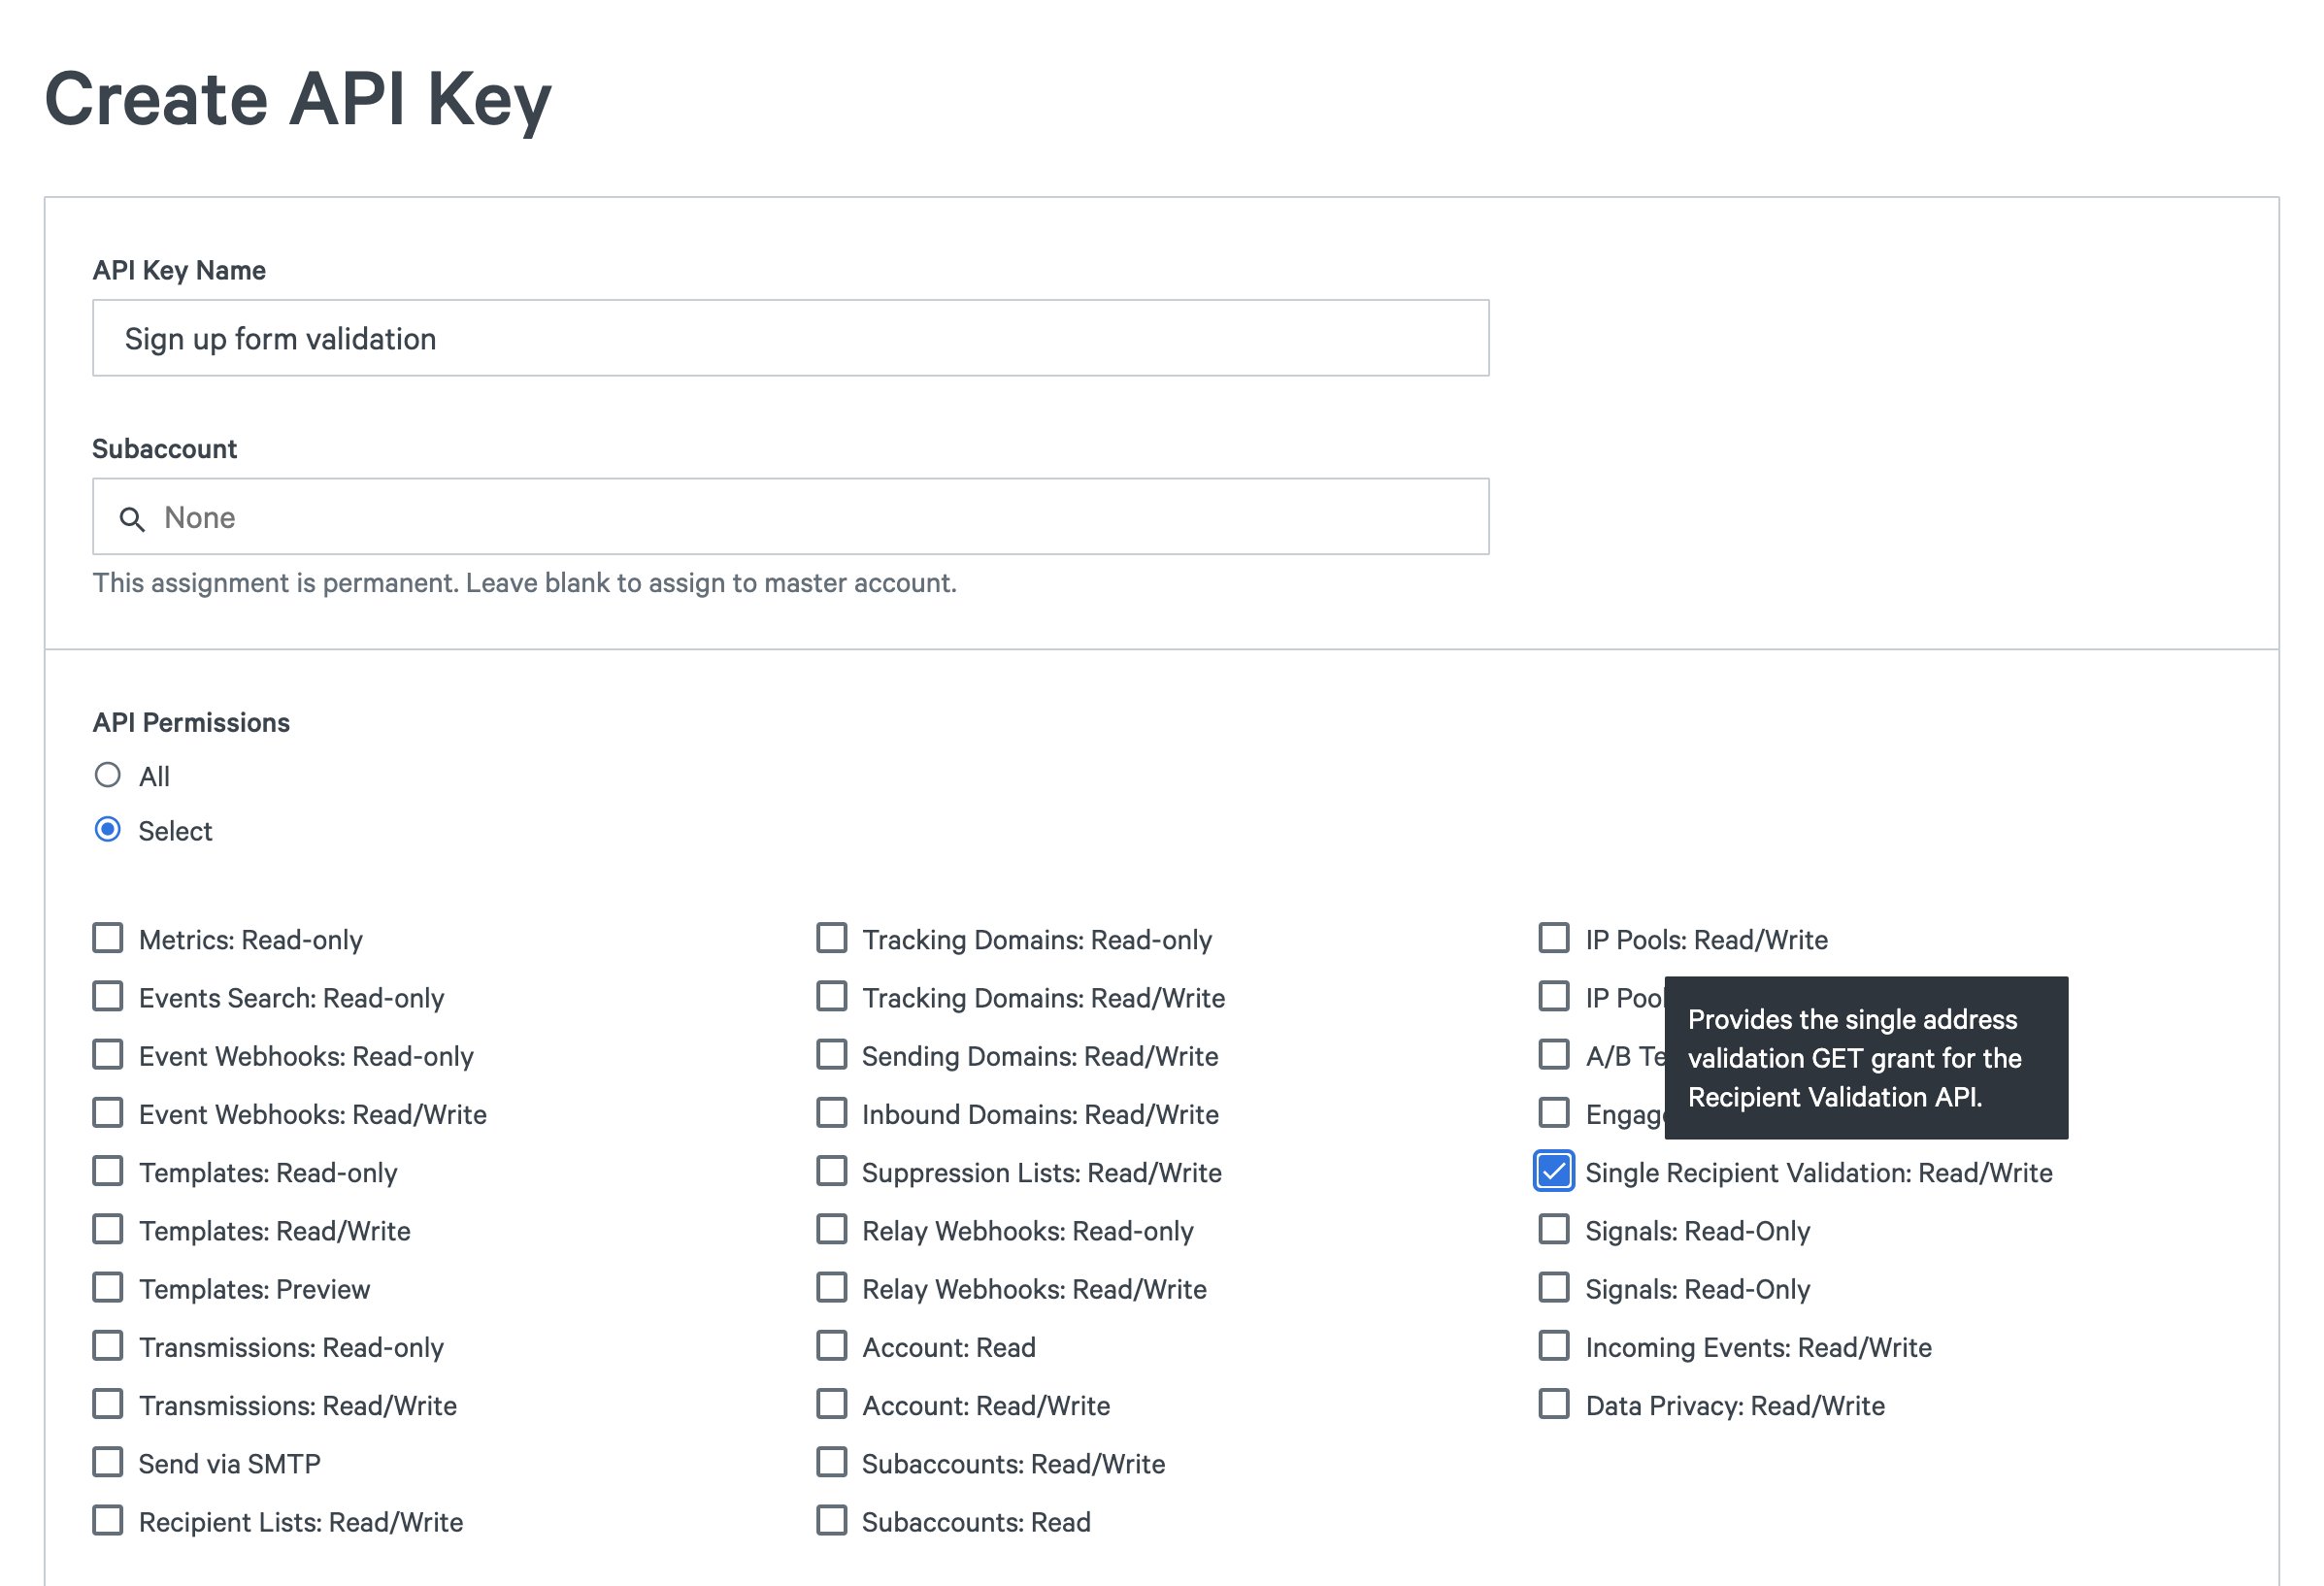 Create API Key
API Key Name
Sign up form validation
Subaccount
None
This assignment is permanent. Leave blank to assign to master account.
API Permissions
All
Select
Metrics: Read-only
Events Search: Read-only
Event Webhooks: Read-only
Event Webhooks: Read/Write
Templates: Read-only
Templates: Read/Write
Templates: Preview
Transmissions: Read-only
Transmissions: Read/Write
Send via SMTP
Recipient Lists: Read/Write
Tracking Domains: Read-only
Tracking Domains: Read/Write
Sending Domains: Read/Write
Inbound Domains: Read/Write
Suppression Lists: Read/Write
Relay Webhooks: Read-only
Relay Webhooks: Read/Write
Account: Read
Account: Read/Write
Subaccounts: Read/Write
Subaccounts: Read
IP Pools: Read/Write
IP
A/B
Provides the single address
validation GET grant for the
Recipient Validation API.
Single Recipient Validation: Read/Write
Signals: Read-Only
Signals: Read-Only
Incoming Events: Read/Write
Data Privacy: Read/Write